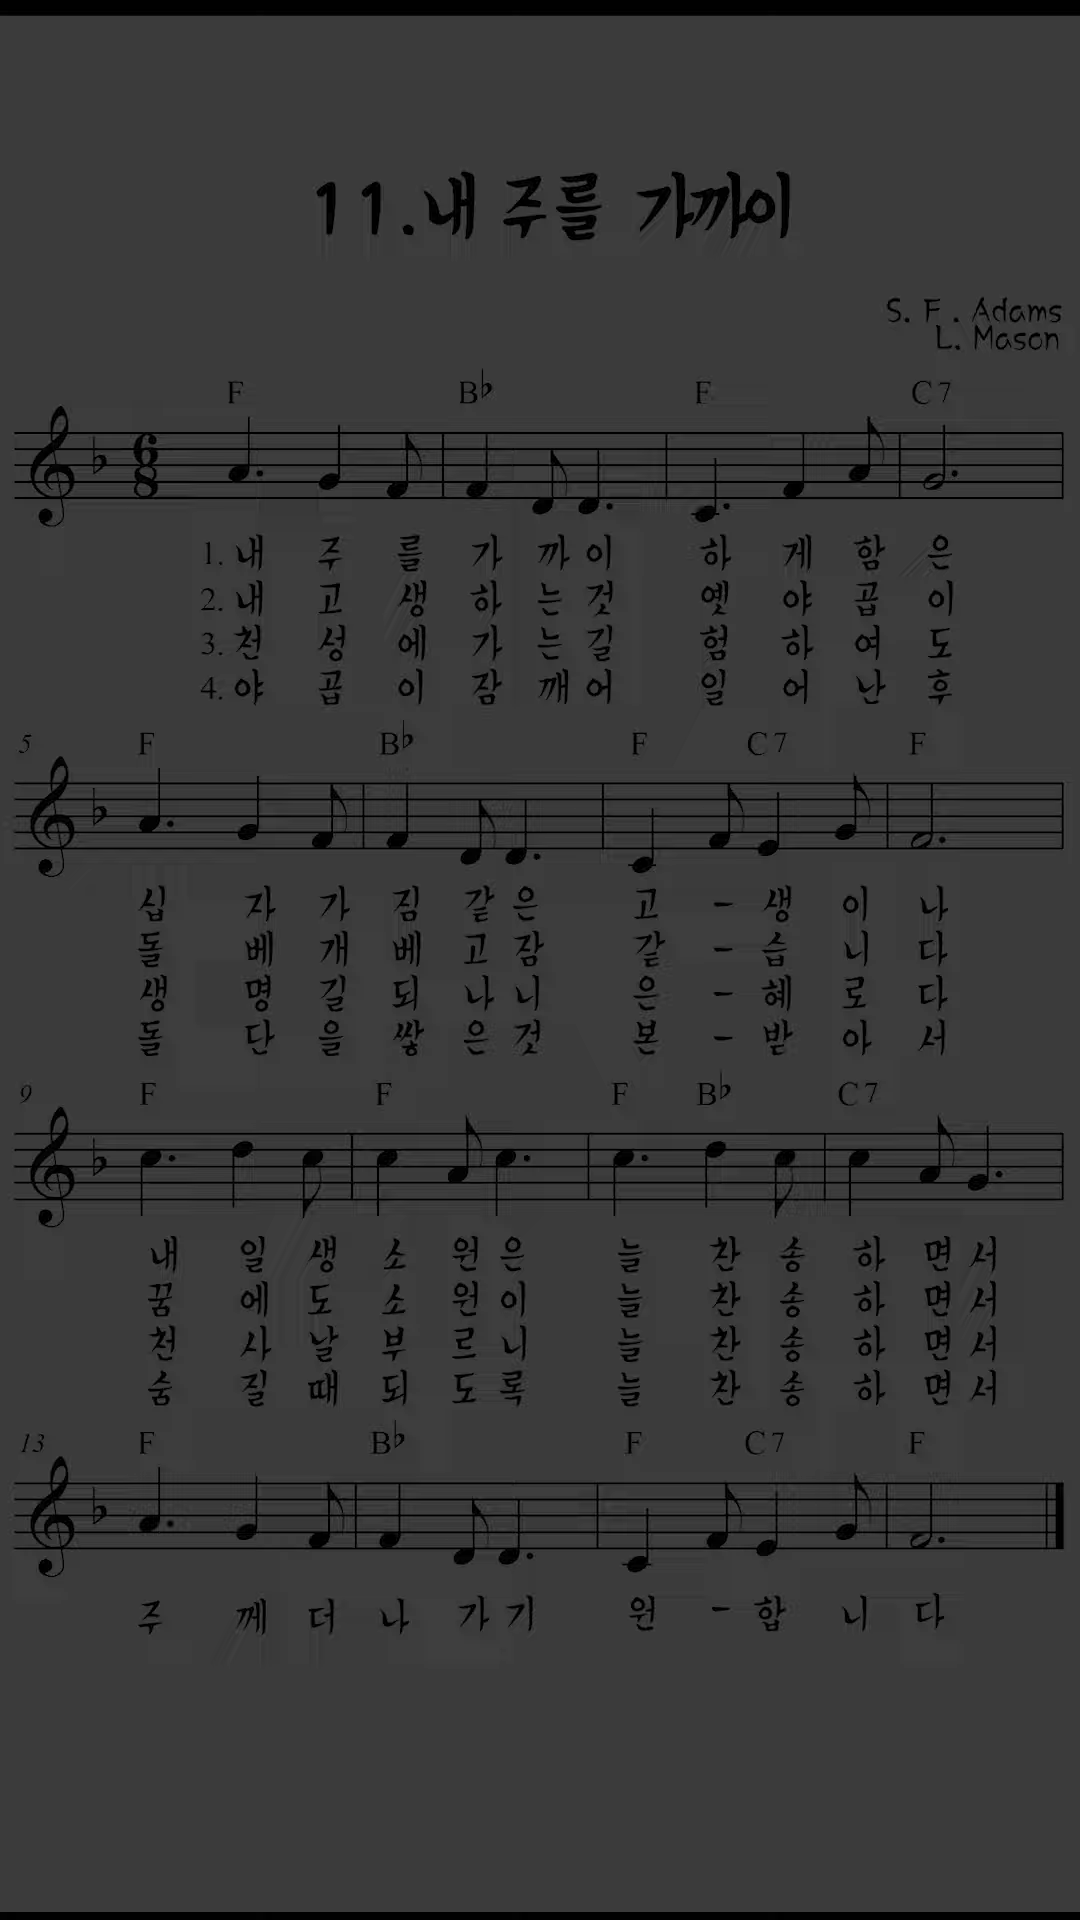 11.내 주를 가까이
S. F. Adams
L. Mason
F B♭ F C7
6
8
1. 내 주 를 가 까 이 하 게 함 은
2. 내 고 생 하 는 것 옛 야 곱 이
3. 천 성 에 가 는 길 험 하 여 도
4. 야 곱 이 잠 깨 어 일 어 난 후
5 F B♭ F C7 F
십 자 가 짐 같 은 고 - 생 이 나
돌 베 개 베 고 잠 같 - 습 니 다
생 명 길 되 나 니 은 - 혜 로 다
돌 단 을 쌓 은 것 본 - 받 아 서
9 F F F B♭ C7
내 일 생 소 원 은 늘 찬 송 하 면 서
꿈 에 도 소 원 이 늘 찬 송 하 면 서
천 사 날 부 르 니 늘 찬 송 하 면 서
숨 질 때 되 도 록 늘 찬 송 하 면 서
13 F B♭ F C7 F
주 께 더 나 가 기 원 - 합 니 다